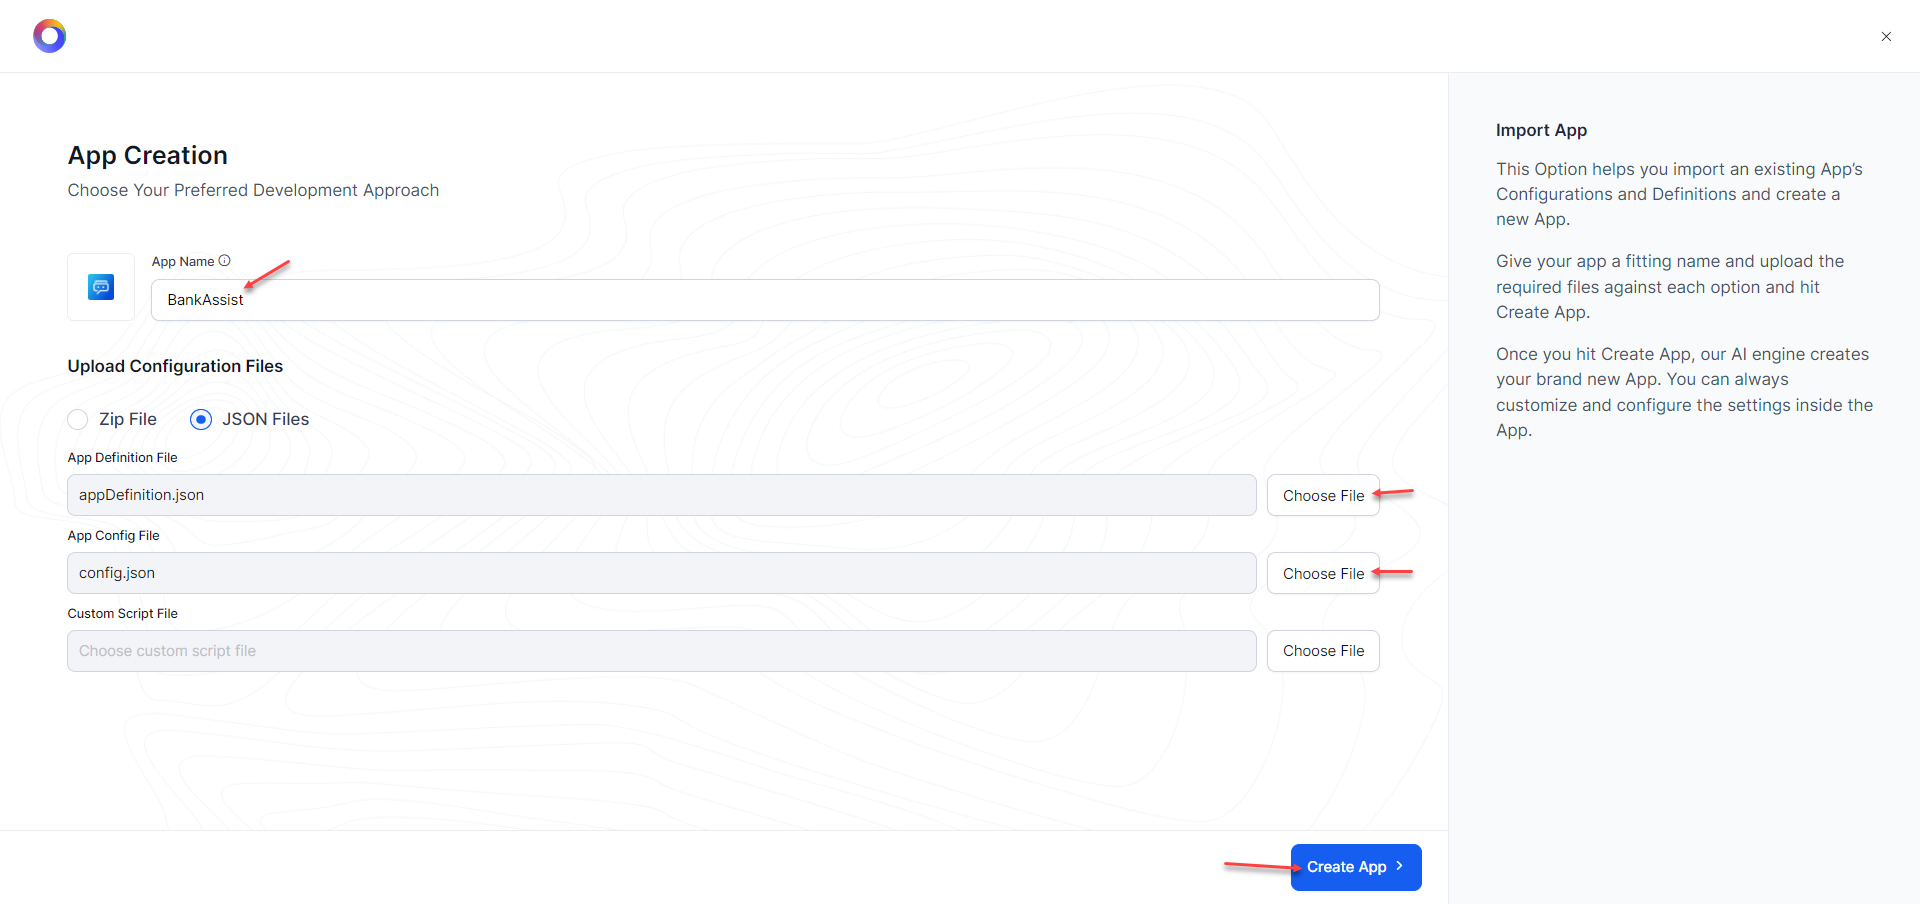 App Creation
Choose Your Preferred Development Approach
App Name
BankAssist
Upload Configuration Files
Zip File
JSON Files
App Definition File
appDefinition.json
Choose File
App Config File
config.json
Choose File
Custom Script File
Choose custom script file
Choose File
Create App
Import App
This Option helps you import an existing App’s
Configurations and Definitions and create a
new App.
Give your app a fitting name and upload the
required files against each option and hit
Create App.
Once you hit Create App, our AI engine creates
your brand new App. You can always
customize and configure the settings inside the
App.